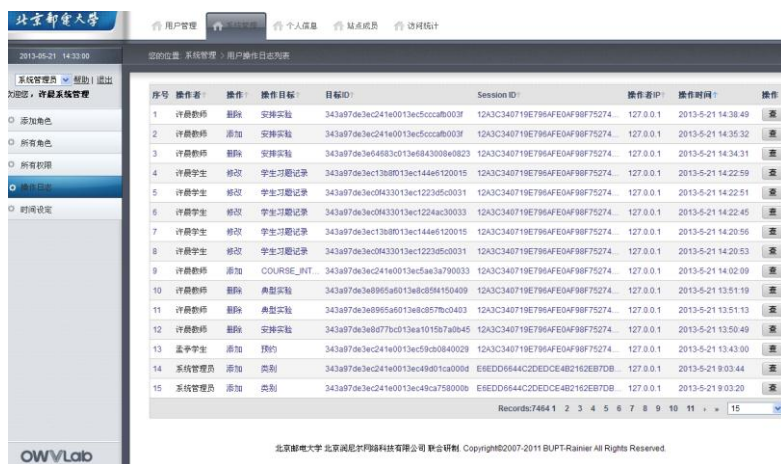 北京邮电大学
用户管理 系统管理 个人信息 站点成员 访问统计
2013-05-21 14:33:00
您的位置 系统管理 > 用户操作日志列表
系统管理员 帮助 | 退出
欢迎您，许晨系统管理
添加角色
所有角色
所有权限
操作日志
时间设定
序号 操作者 操作 操作目标 目标ID Session ID 操作者IP 操作时间 操作
1 许晨教师 删除 安排实验 343a97de3ec241e0013ec5cccafb003f 12A3C340719E796AFE0AF98F75274... 127.0.0.1 2013-5-21 14:38:49 查
2 许晨教师 添加 安排实验 343a97de3ec241e0013ec5cccafb003f 12A3C340719E796AFE0AF98F75274... 127.0.0.1 2013-5-21 14:35:32 查
3 许晨教师 删除 安排实验 343a97de3e64683c013e6843008e0823 12A3C340719E796AFE0AF98F75274... 127.0.0.1 2013-5-21 14:34:31 查
4 许晨学生 修改 学生习题记录 343a97de3ec13b8f013ec144e6120015 12A3C340719E796AFE0AF98F75274... 127.0.0.1 2013-5-21 14:22:59 查
5 许晨学生 修改 学生习题记录 343a97de3ec0f433013ec1223d5c0031 12A3C340719E796AFE0AF98F75274... 127.0.0.1 2013-5-21 14:22:51 查
6 许晨学生 修改 学生习题记录 343a97de3ec0f433013ec1224ac30033 12A3C340719E796AFE0AF98F75274... 127.0.0.1 2013-5-21 14:22:45 查
7 许晨学生 修改 学生习题记录 343a97de3ec13b8f013ec144e6120015 12A3C340719E796AFE0AF98F75274... 127.0.0.1 2013-5-21 14:20:56 查
8 许晨学生 修改 学生习题记录 343a97de3ec0f433013ec1223d5c0031 12A3C340719E796AFE0AF98F75274... 127.0.0.1 2013-5-21 14:20:53 查
9 许晨教师 添加 COURSE_INT... 343a97de3ec241e0013ec5ae3a790033 12A3C340719E796AFE0AF98F75274... 127.0.0.1 2013-5-21 14:02:09 查
10 许晨教师 删除 典型实验 343a97de3e8965a6013e8c85f4150409 12A3C340719E796AFE0AF98F75274... 127.0.0.1 2013-5-21 13:51:19 查
11 许晨教师 删除 典型实验 343a97de3e8965a6013e8c857fbc0403 12A3C340719E796AFE0AF98F75274... 127.0.0.1 2013-5-21 13:51:13 查
12 许晨教师 删除 安排实验 343a97de3e8d77bc013ea1015b7a0b45 12A3C340719E796AFE0AF98F75274... 127.0.0.1 2013-5-21 13:50:49 查
13 孟亭学生 添加 预约 343a97de3ec241e0013ec59cb0840029 12A3C340719E796AFE0AF98F75274... 127.0.0.1 2013-5-21 13:43:00 查
14 系统管理员 添加 类别 343a97de3ec241e0013ec49d01ca000d E6EDD6644C2DEDCE4B2162EB7DB... 127.0.0.1 2013-5-21 9:03:44 查
15 系统管理员 添加 类别 343a97de3ec241e0013ec49ca758000b E6EDD6644C2DEDCE4B2162EB7DB... 127.0.0.1 2013-5-21 9:03:20 查
Records:7464 1 2 3 4 5 6 7 8 9 10 11 › » 15
北京邮电大学 北京润尼尔网络科技有限公司 联合研制. Copyright©2007-2011 BUPT-Rainier All Rights Reserved.
OWVLab